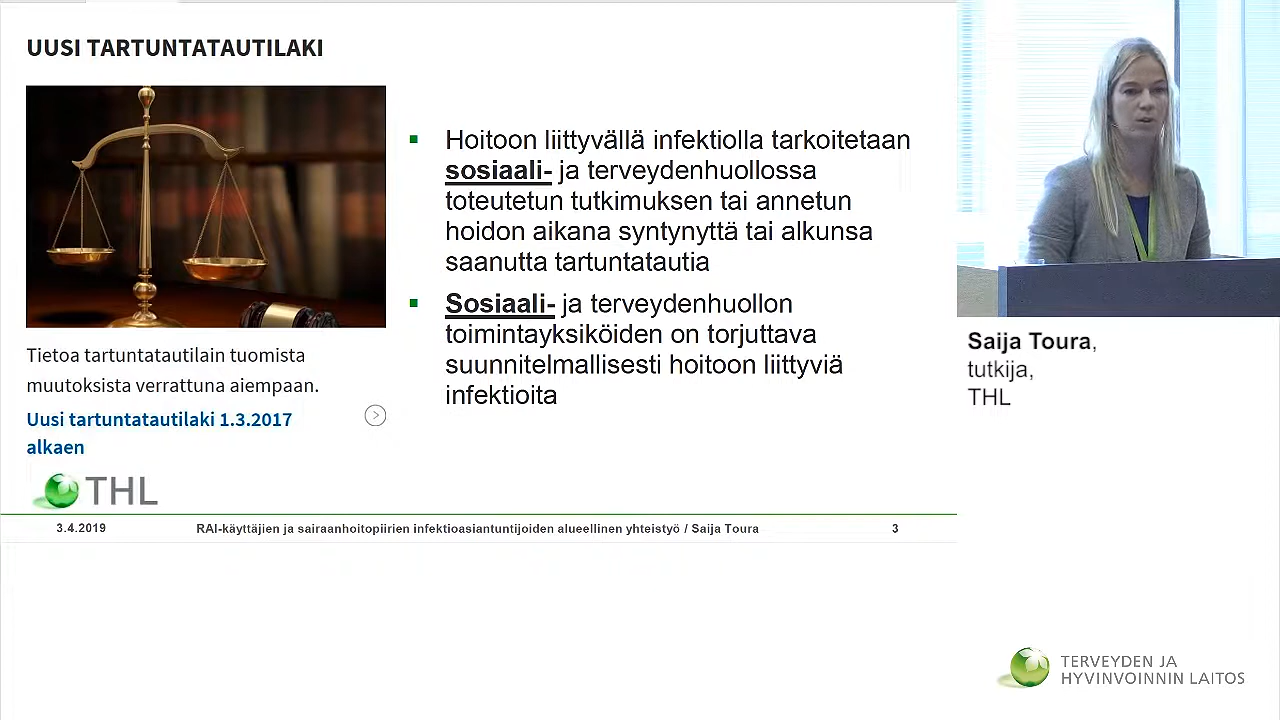 UUSI TARTUNTATAUTILAKI
Tietoa tartuntatautilain tuomista
muutoksista verrattuna aiempaan.
Uusi tartuntatautilaki 1.3.2017
alkaen
Hoitoon liittyvällä infektiolla tarkoitetaan
sosiaali- ja terveydenhuollossa
toteutetun tutkimuksen tai annetun
hoidon aikana syntynyttä tai alkunsa
saanutta tartuntatautia
Sosiaali- ja terveydenhuollon
toimintayksiköiden on torjuttava
suunnitelmallisesti hoitoon liittyviä
infektioita
THL
3.4.2019
RAI-käyttäjien ja sairaanhoitopiirien infektioasiantuntijoiden alueellinen yhteistyö / Saija Toura
3
Saija Toura,
tutkija,
THL
TERVEYDEN JA
HYVINVOINNIN LAITOS